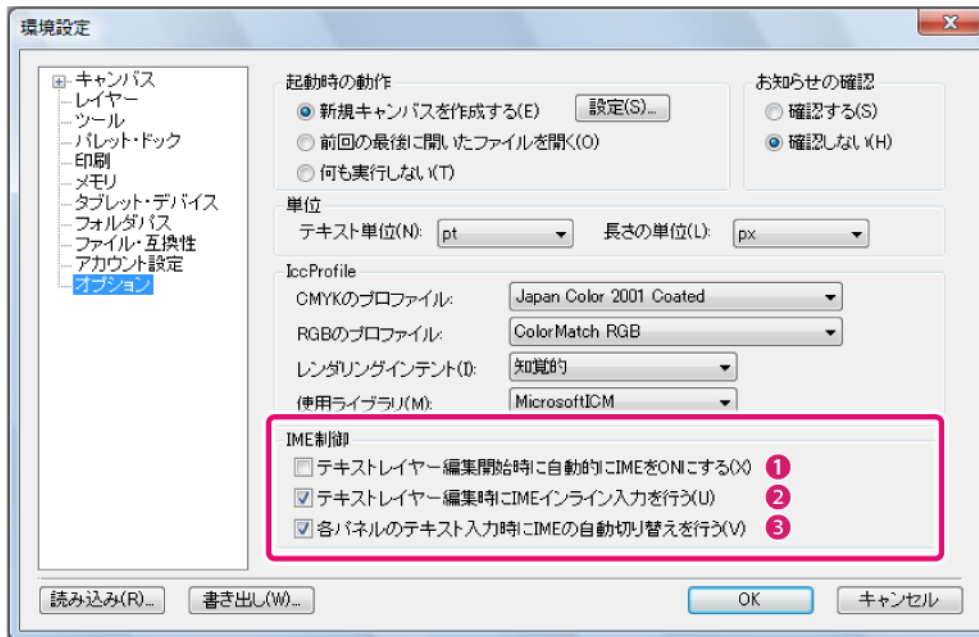 環境設定
キャンバス
レイヤー
ツール
パレット・ドック
印刷
メモリ
タブレット・デバイス
フォルダパス
ファイル・互換性
アカウント設定
オプション
起動時の動作
新規キャンバスを作成する(E)
設定(S)...
前回の最後に開いたファイルを開く(O)
何も実行しない(T)
お知らせの確認
確認する(S)
確認しない(H)
単位
テキスト単位(N): pt
長さの単位(L): px
IccProfile
CMYKのプロファイル: Japan Color 2001 Coated
RGBのプロファイル: ColorMatch RGB
レンダリングインテント(I): 知覚的
使用ライブラリ(M): MicrosoftICM
IME制御
テキストレイヤー編集開始時に自動的にIMEをONにする(X) ❶
テキストレイヤー編集時にIMEインライン入力を行う(U) ❷
各パネルのテキスト入力時にIMEの自動切り替えを行う(V) ❸
読み込み(R)... 書き出し(W)... OK キャンセル